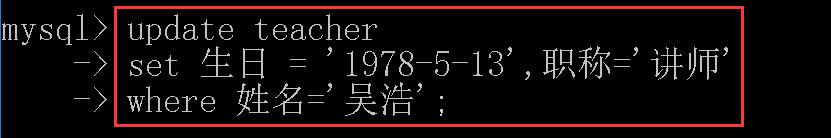 mysql> update teacher
-> set 生日 = '1978-5-13',职称='讲师'
-> where 姓名='吴浩';